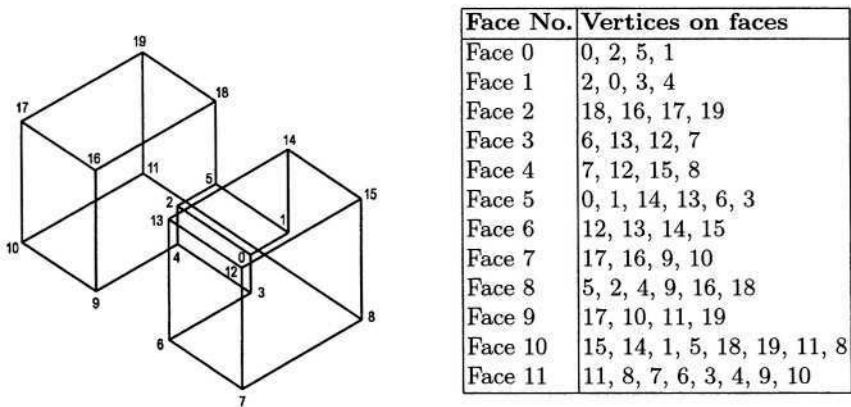 19
17
18
16
14
11
5
15
2
13
1
0
10
12
4
9
3
8
6
7
Face No. Vertices on faces
Face 0 0, 2, 5, 1
Face 1 2, 0, 3, 4
Face 2 18, 16, 17, 19
Face 3 6, 13, 12, 7
Face 4 7, 12, 15, 8
Face 5 0, 1, 14, 13, 6, 3
Face 6 12, 13, 14, 15
Face 7 17, 16, 9, 10
Face 8 5, 2, 4, 9, 16, 18
Face 9 17, 10, 11, 19
Face 10 15, 14, 1, 5, 18, 19, 11, 8
Face 11 11, 8, 7, 6, 3, 4, 9, 10